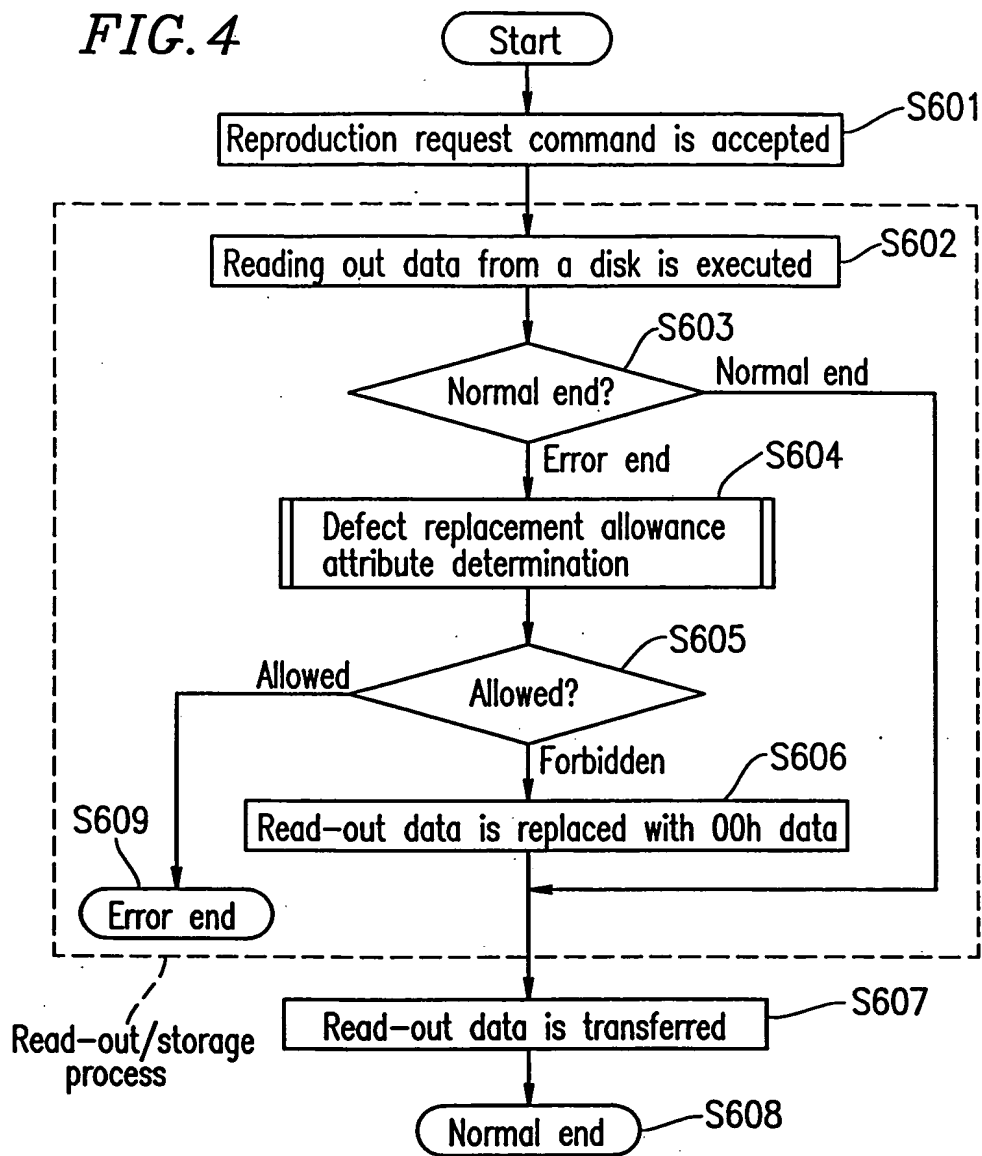 FIG. 4
Start
S601
Reproduction request command is accepted
S602
Reading out data from a disk is executed
S603
Normal end?
Normal end
Error end
S604
Defect replacement allowance
attribute determination
S605
Allowed
Allowed?
Forbidden
S606
Read-out data is replaced with 00h data
S609
Error end
S607
Read-out/storage
process
Read-out data is transferred
S608
Normal end